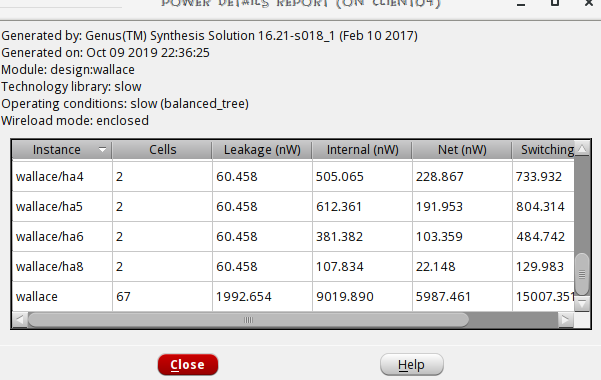 POWER DETAILS REPORT (ON CLIENT04)
Generated by: Genus(TM) Synthesis Solution 16.21-s018_1 (Feb 10 2017)
Generated on: Oct 09 2019 22:36:25
Module: design:wallace
Technology library: slow
Operating conditions: slow (balanced_tree)
Wireload mode: enclosed
Instance Cells Leakage (nW) Internal (nW) Net (nW) Switching
wallace/ha4 2 60.458 505.065 228.867 733.932
wallace/ha5 2 60.458 612.361 191.953 804.314
wallace/ha6 2 60.458 381.382 103.359 484.742
wallace/ha8 2 60.458 107.834 22.148 129.983
wallace 67 1992.654 9019.890 5987.461 15007.351
Close Help